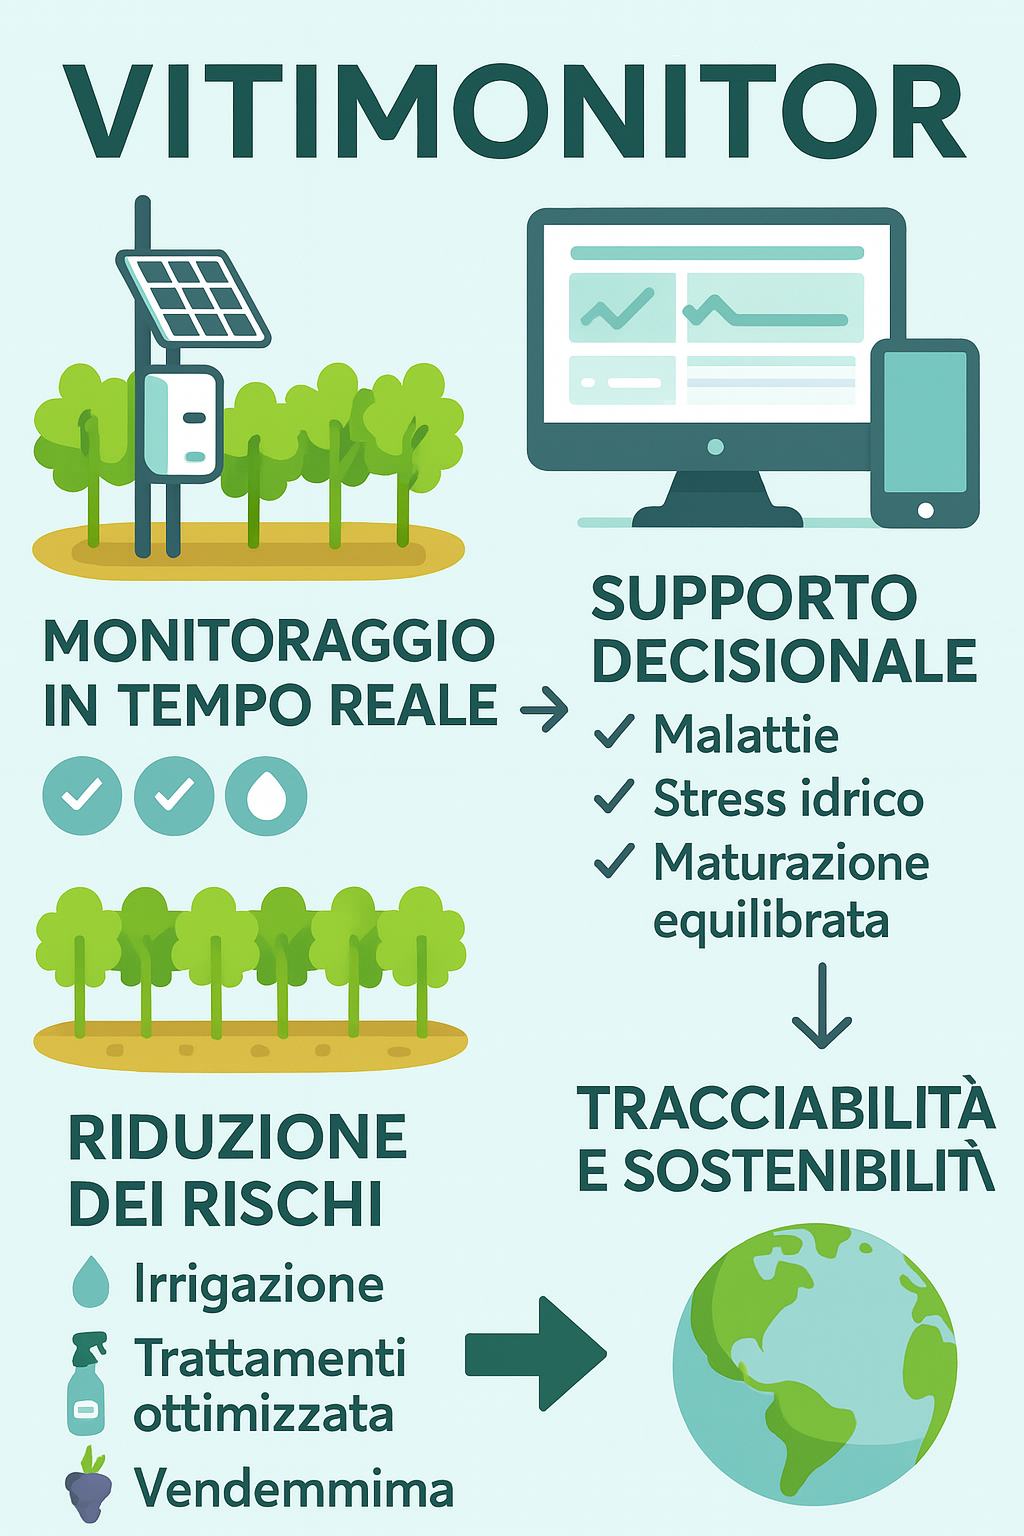 VITIMONITOR
MONITORAGGIO
IN TEMPO REALE
SUPPORTO
DECISIONALE
Malattie
Stress idrico
Maturazione
equilibrata
RIDUZIONE
DEI RISCHI
Irrigazione
Trattamenti
ottimizzata
Vendemmima
TRACCIABILITÀ
E SOSTENIBILIT\